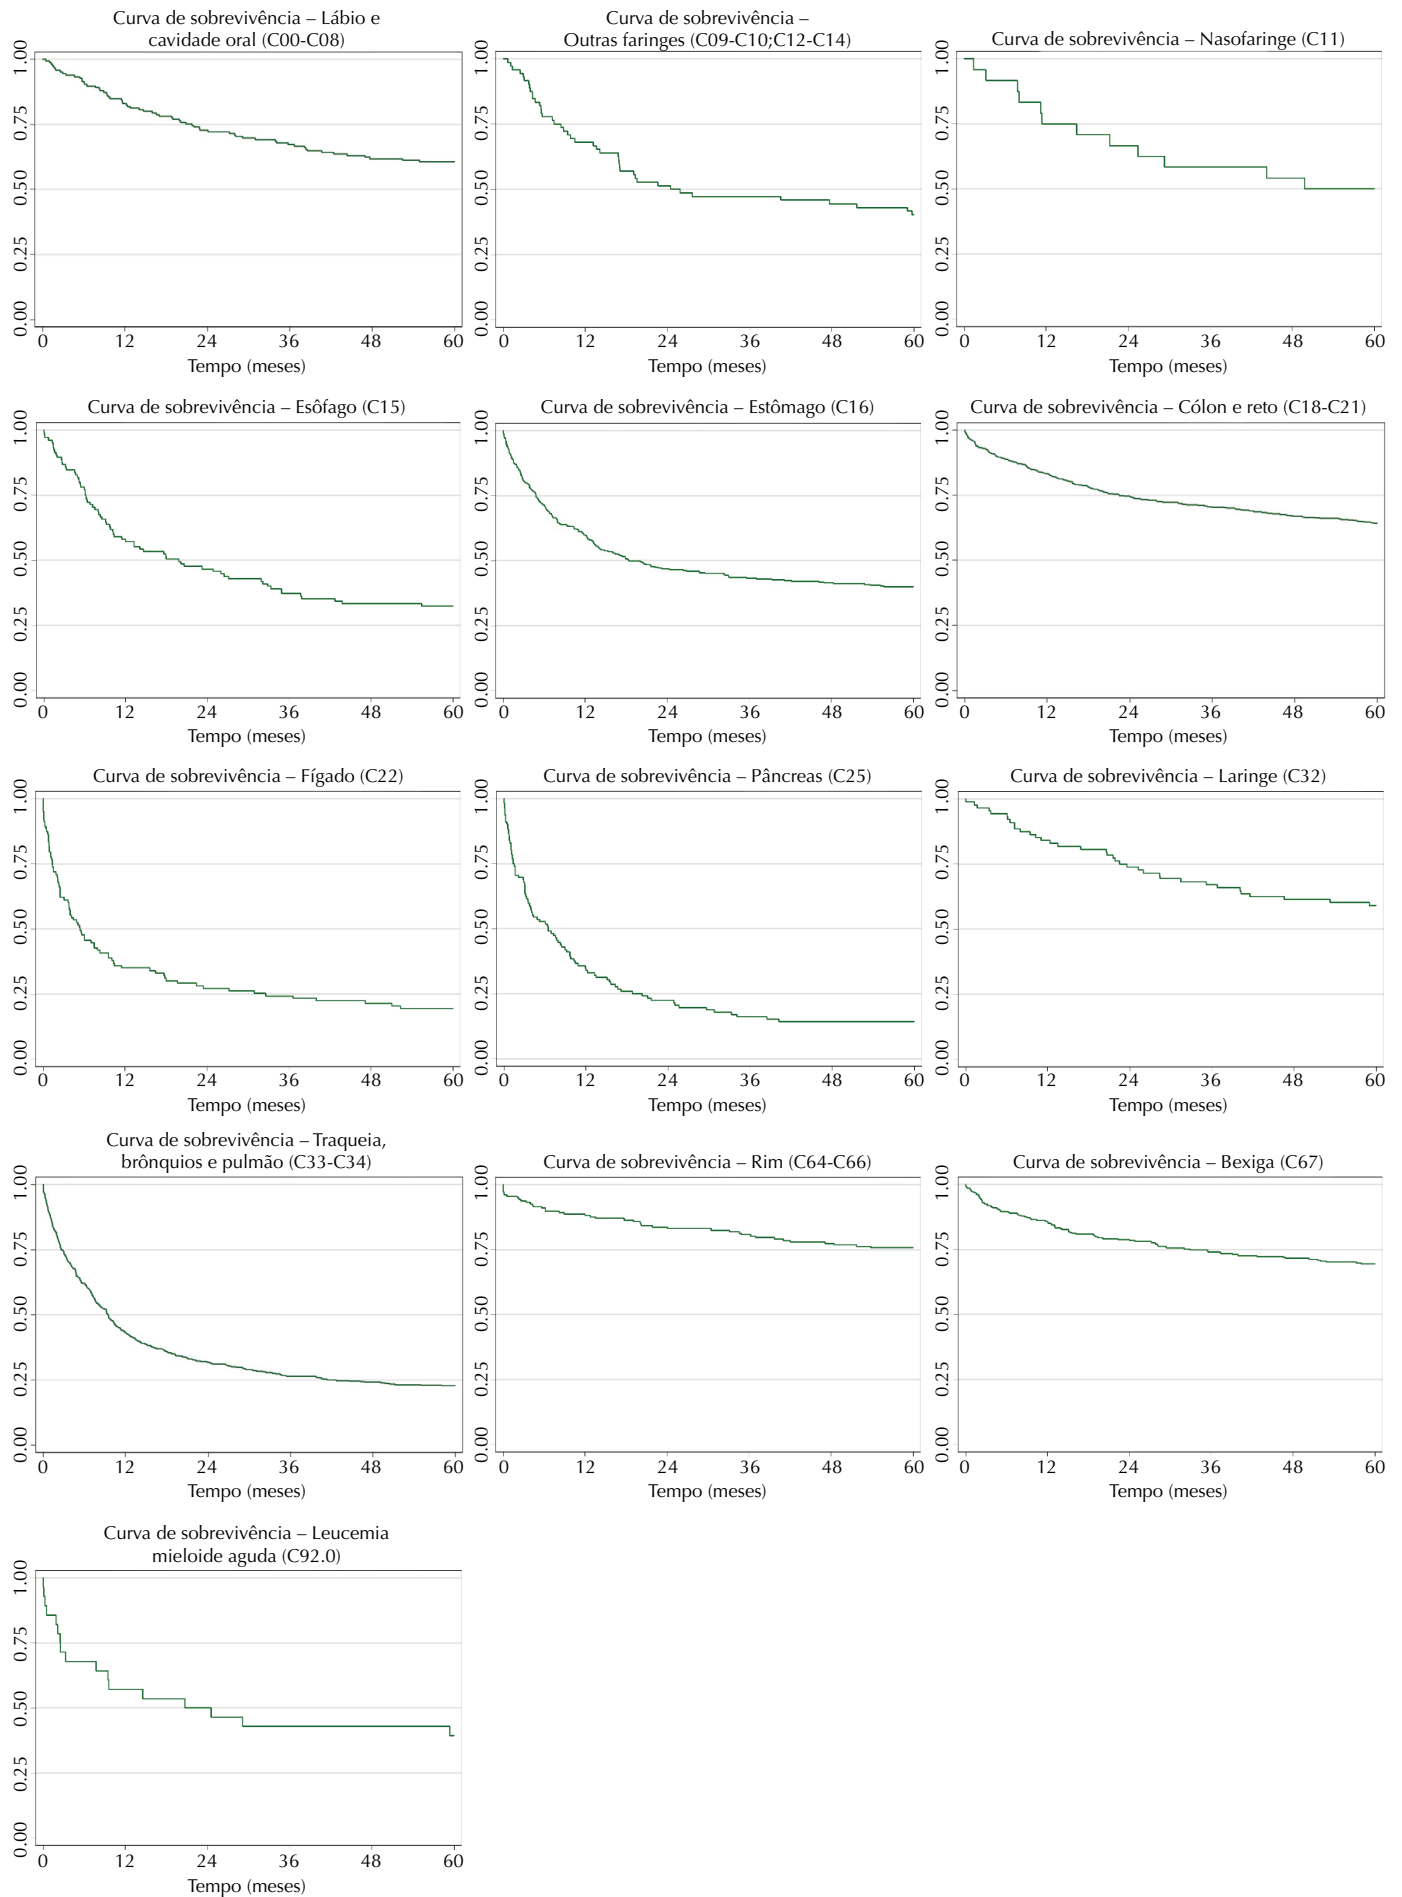 Curva de sobrevivência – Lábio e
cavidade oral (C00-C08)
1.00
0.75
0.50
0.25
0.00
0 12 24 36 48 60
Tempo (meses)
Curva de sobrevivência –
Outras faringes (C09-C10;C12-C14)
1.00
0.75
0.50
0.25
0.00
0 12 24 36 48 60
Tempo (meses)
Curva de sobrevivência – Nasofaringe (C11)
1.00
0.75
0.50
0.25
0.00
0 12 24 36 48 60
Tempo (meses)
Curva de sobrevivência – Esôfago (C15)
1.00
0.75
0.50
0.25
0.00
0 12 24 36 48 60
Tempo (meses)
Curva de sobrevivência – Estômago (C16)
1.00
0.75
0.50
0.25
0.00
0 12 24 36 48 60
Tempo (meses)
Curva de sobrevivência – Cólon e reto (C18-C21)
1.00
0.75
0.50
0.25
0.00
0 12 24 36 48 60
Tempo (meses)
Curva de sobrevivência – Fígado (C22)
1.00
0.75
0.50
0.25
0.00
0 12 24 36 48 60
Tempo (meses)
Curva de sobrevivência – Pâncreas (C25)
1.00
0.75
0.50
0.25
0.00
0 12 24 36 48 60
Tempo (meses)
Curva de sobrevivência – Laringe (C32)
1.00
0.75
0.50
0.25
0.00
0 12 24 36 48 60
Tempo (meses)
Curva de sobrevivência – Traqueia,
brônquios e pulmão (C33-C34)
1.00
0.75
0.50
0.25
0.00
0 12 24 36 48 60
Tempo (meses)
Curva de sobrevivência – Rim (C64-C66)
1.00
0.75
0.50
0.25
0.00
0 12 24 36 48 60
Tempo (meses)
Curva de sobrevivência – Bexiga (C67)
1.00
0.75
0.50
0.25
0.00
0 12 24 36 48 60
Tempo (meses)
Curva de sobrevivência – Leucemia
mieloide aguda (C92.0)
1.00
0.75
0.50
0.25
0.00
0 12 24 36 48 60
Tempo (meses)